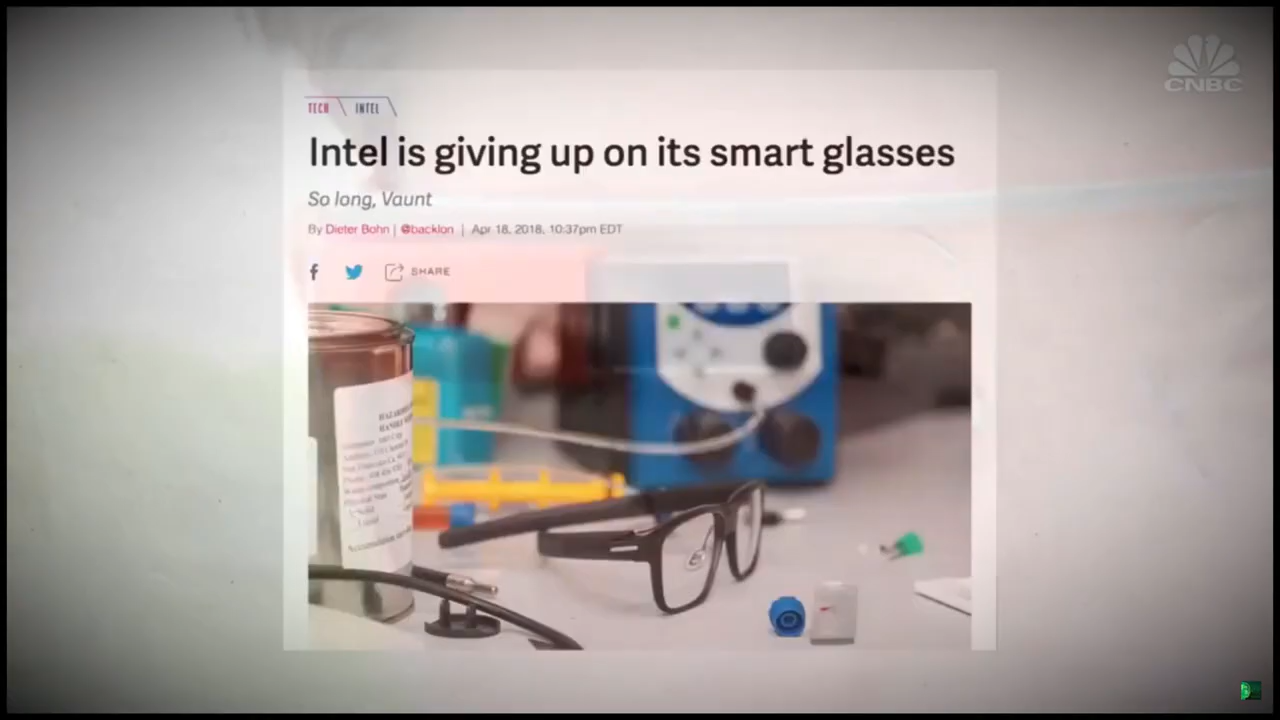 CNBC
TECH INTEL
Intel is giving up on its smart glasses
So long, Vaunt
By Dieter Bohn | @backlon | Apr 18, 2018, 10:37pm EDT
SHARE